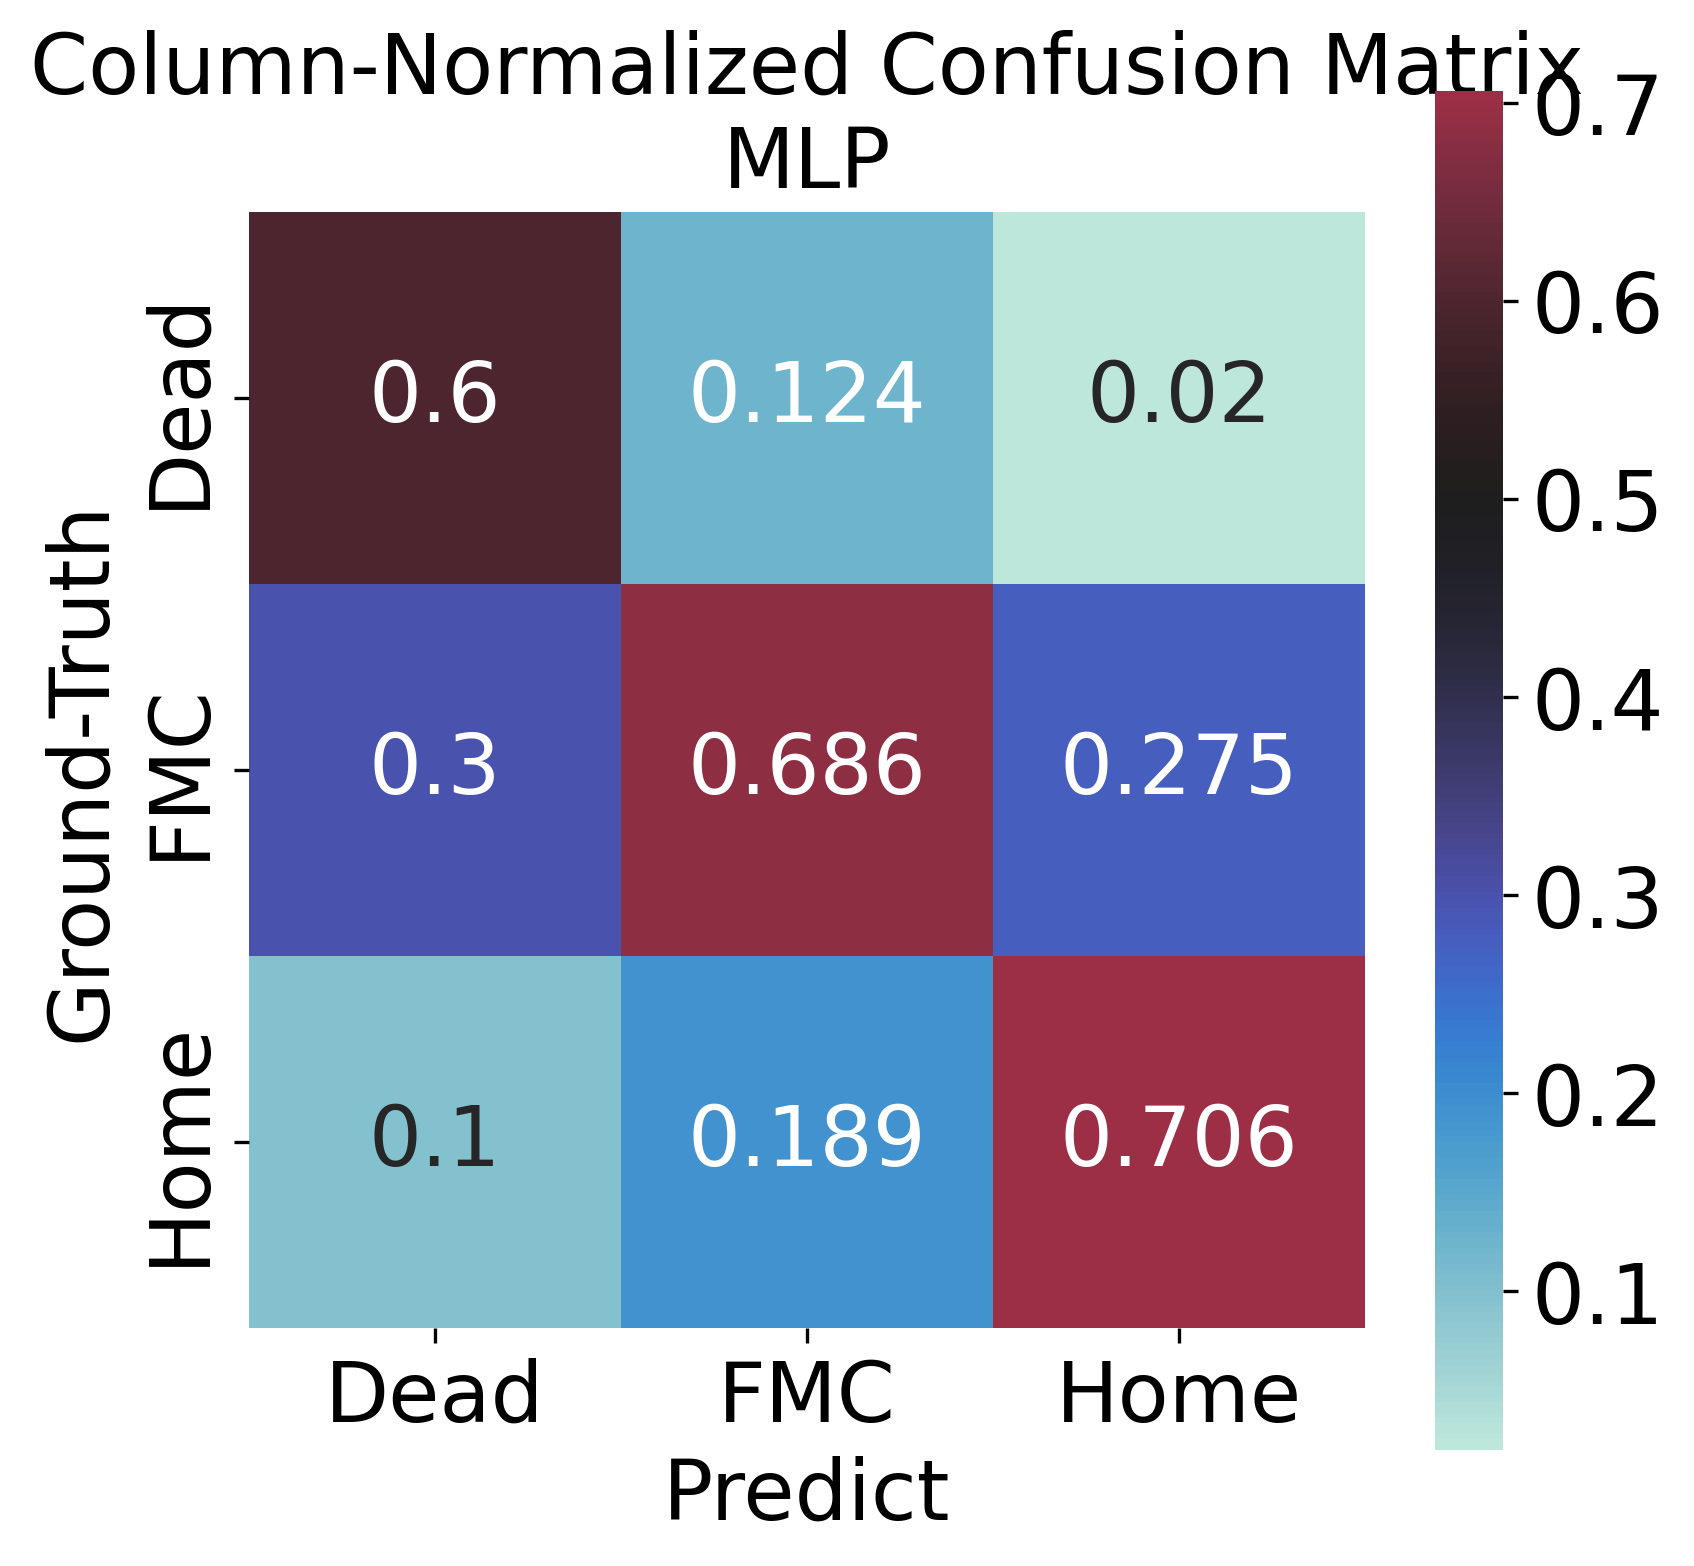 Column-Normalized Confusion Matrix
MLP
0.7
0.6
0.5
0.4
0.3
0.2
0.1
Ground-Truth
Dead
0.6 0.124 0.02
FMC
0.3 0.686 0.275
Home
0.1 0.189 0.706
Dead FMC Home
Predict